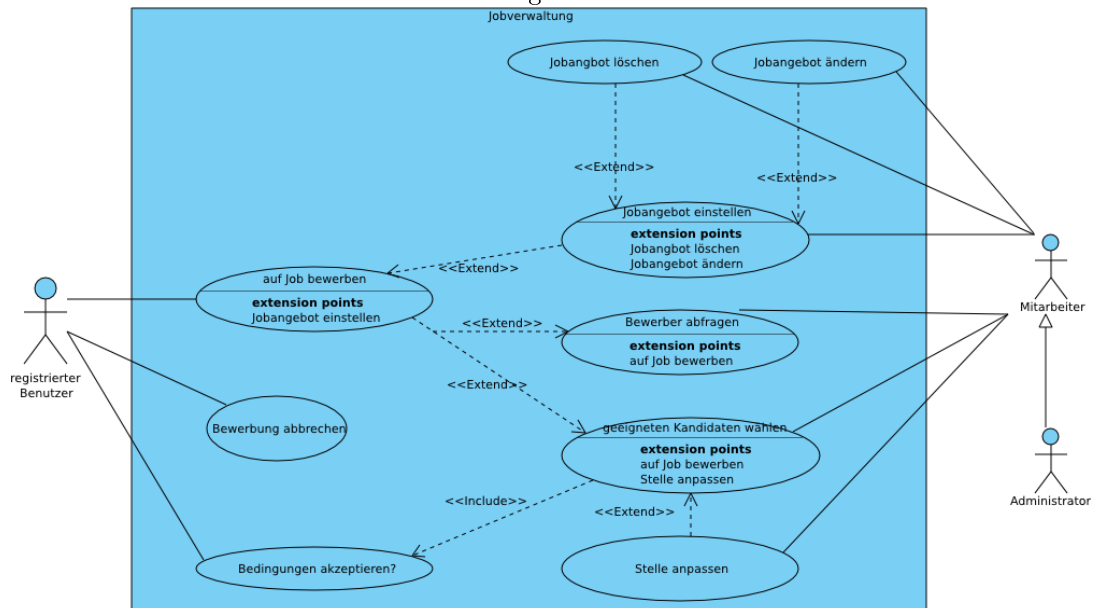 Jobverwaltung
Jobangbot löschen
Jobangebot ändern
<<Extend>>
<<Extend>>
Jobangebot einstellen
extension points
Jobangbot löschen
Jobangebot ändern
<<Extend>>
auf Job bewerben
extension points
Jobangebot einstellen
Mitarbeiter
<<Extend>>
Bewerber abfragen
extension points
auf Job bewerben
registrierter
Benutzer
<<Extend>>
Bewerbung abbrechen
geeigneten Kandidaten wählen
extension points
auf Job bewerben
Stelle anpassen
<<Include>>
<<Extend>>
Administrator
Bedingungen akzeptieren?
Stelle anpassen